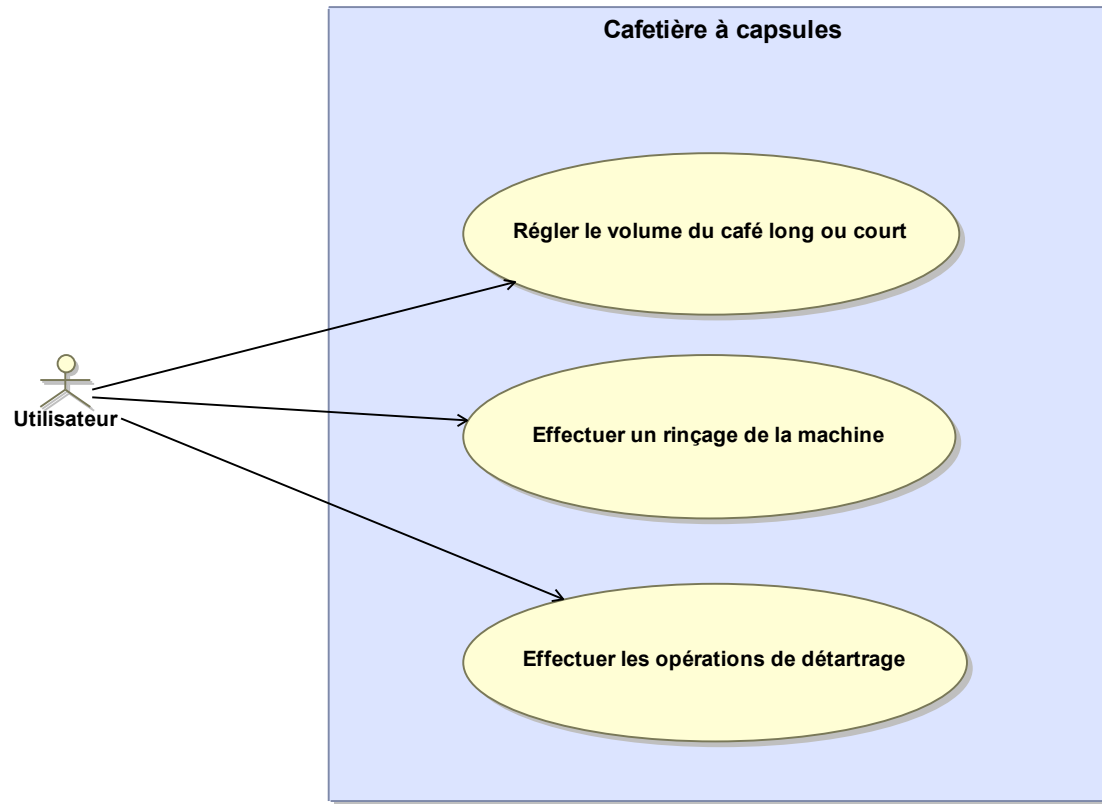 Cafetière à capsules
Régler le volume du café long ou court
Utilisateur
Effectuer un rinçage de la machine
Effectuer les opérations de détartrage